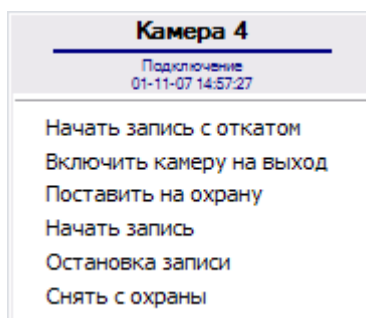 Камера 4
Подключение
01-11-07 14:57:27
Начать запись с откатом
Включить камеру на выход
Поставить на охрану
Начать запись
Остановка записи
Снять с охраны